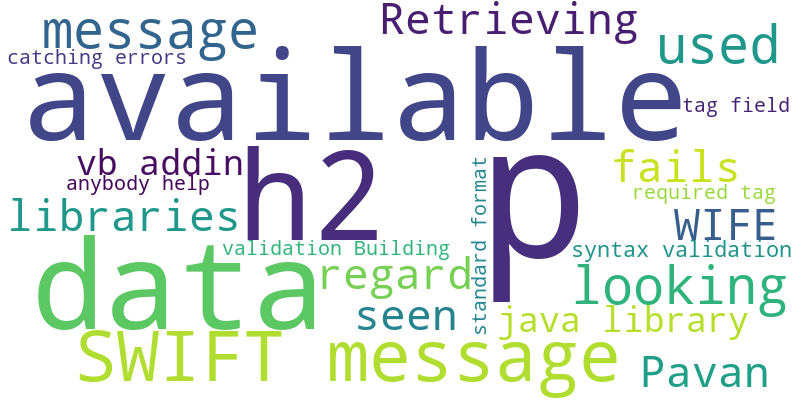 message
Retrieving
used
catching errors
available
tag field
vb addin
anybody help
h2
p
fails
required tag
libraries
WIFE
validation Building
standard format
syntax validation
data
regard
looking
seen
java library
SWIFT message
Pavan